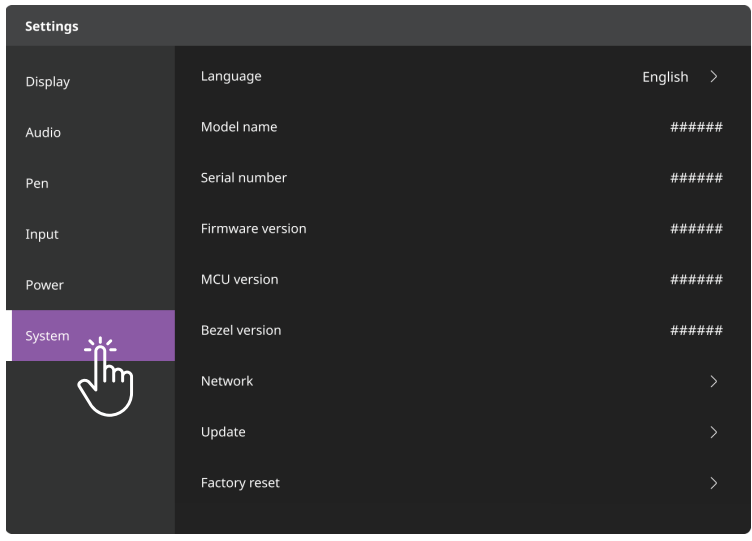 Settings
Display
Audio
Pen
Input
Power
System
Language English
Model name ######
Serial number ######
Firmware version ######
MCU version ######
Bezel version ######
Network
Update
Factory reset